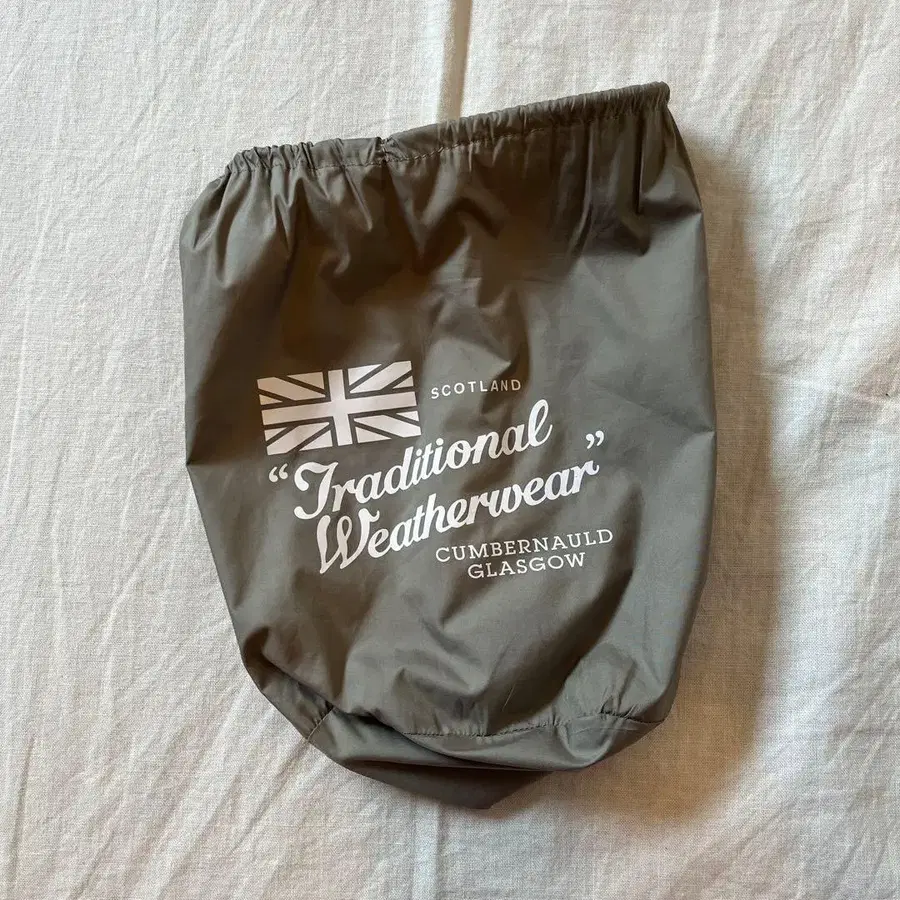 SCOTLAND
“Traditional
Weatherwear”
CUMBERNAULD
GLASGOW